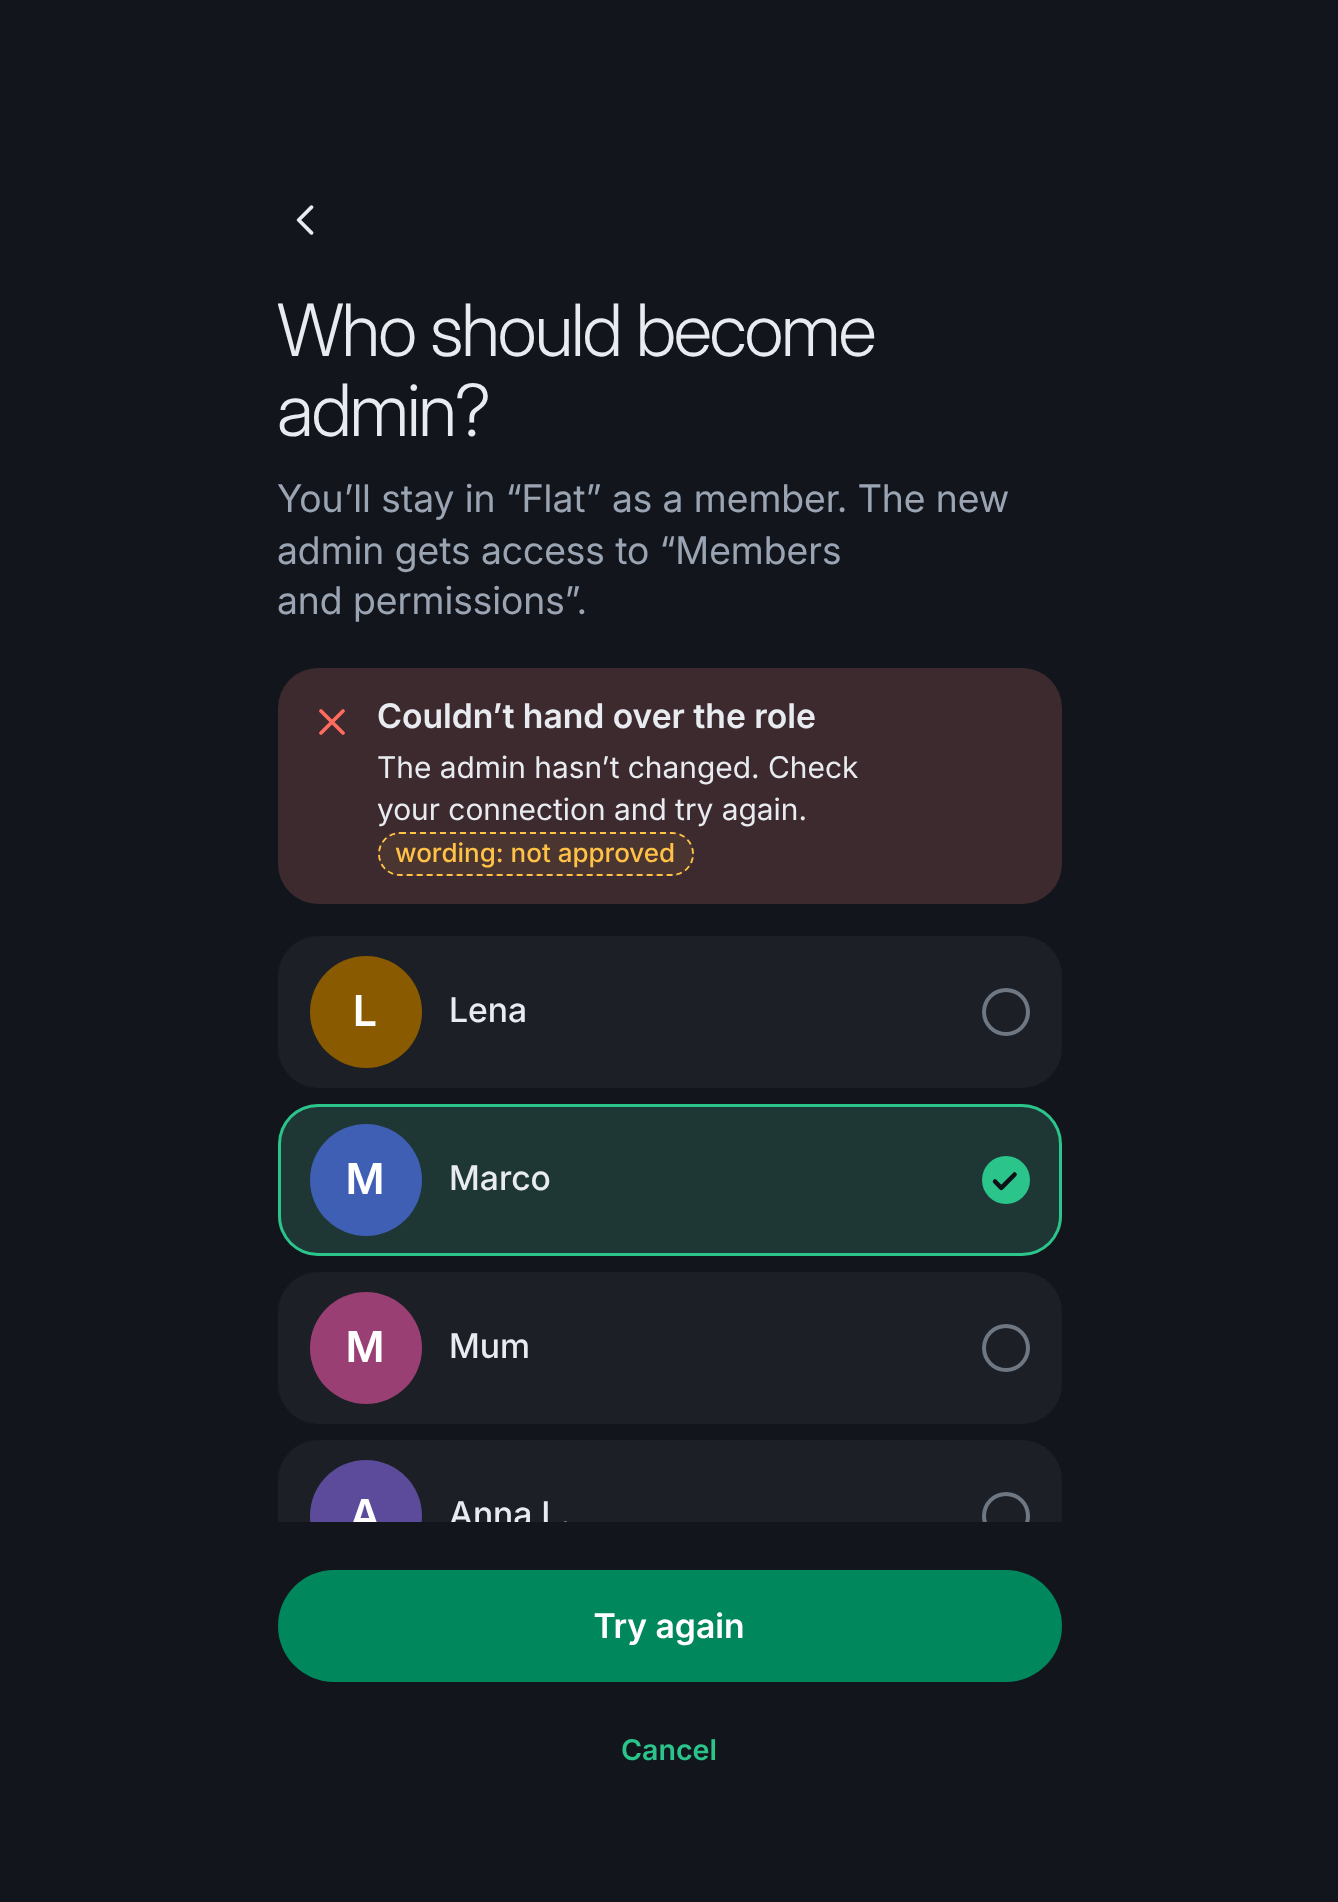 Who should become
admin?
You’ll stay in “Flat” as a member. The new
admin gets access to “Members
and permissions”.
Couldn’t hand over the role
The admin hasn’t changed. Check
your connection and try again.
wording: not approved
L
Lena
M
Marco
M
Mum
A
Anna L.
Try again
Cancel